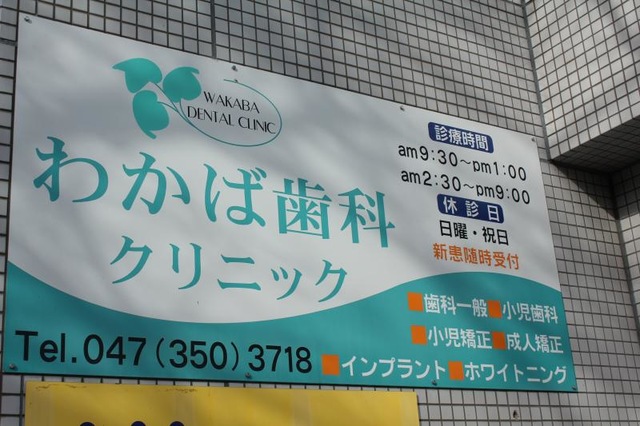 WAKABA
DENTAL CLINIC
わかば歯科
クリニック
診療時間
am9:30～pm1:00
am2:30～pm9:00
休診日
日曜・祝日
新患随時受付
■歯科一般■小児歯科
■小児矯正■成人矯正
■インプラント■ホワイトニング
Tel.047(350)3718